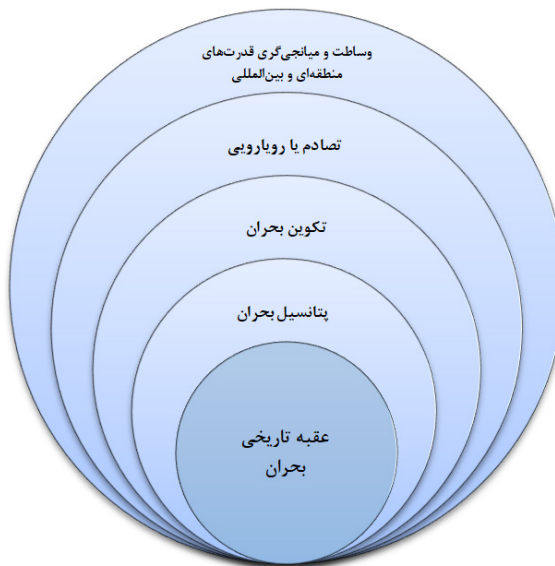 وساطت و میانجی‌گری قدرت‌های
منطقه‌ای و بین‌المللی
تصادم یا رویارویی
تکوین بحران
پتانسیل بحران
عقبه تاریخی
بحران